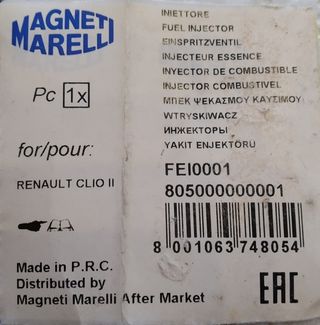 MAGNETI
MARELLI
Pc 1x
for/pour:
RENAULT CLIO II
INIETTORE
FUEL INJECTOR
EINSPRITZVENTIL
INJECTEUR ESSENCE
INYECTOR DE COMBUSTIBLE
INJECTOR COMBUSTIVEL
ΜΠΕΚ ΨΕΚΑΣΜΟΥ ΚΑΥΣΙΜΟΥ
WTRYSKIWACZ
ИНЖЕКТОРЫ
YAKIT ENJEKTÖRU
FEI0001
805000000001
8 001063 748054
Made in P.R.C.
Distributed by
Magneti Marelli After Market
EAC